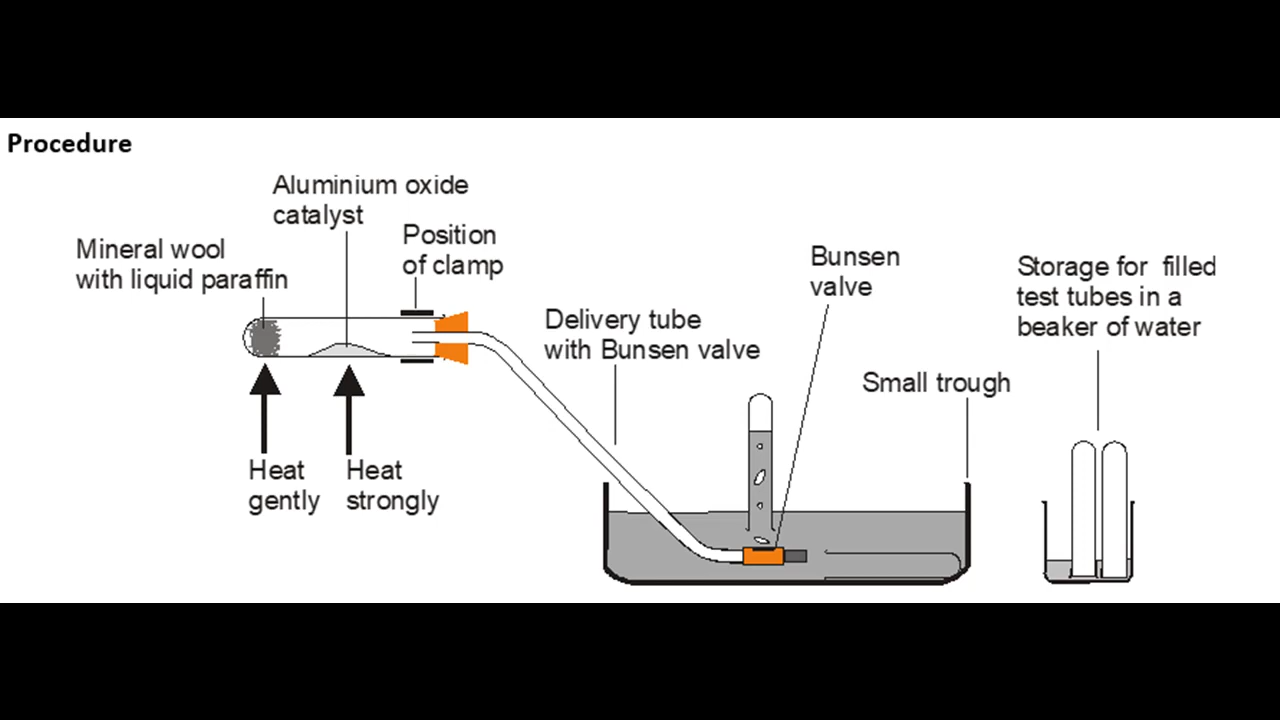 Procedure
Aluminium oxide
catalyst
Mineral wool
with liquid paraffin
Position
of clamp
Bunsen
valve
Storage for filled
test tubes in a
beaker of water
Delivery tube
with Bunsen valve
Small trough
Heat
gently
Heat
strongly